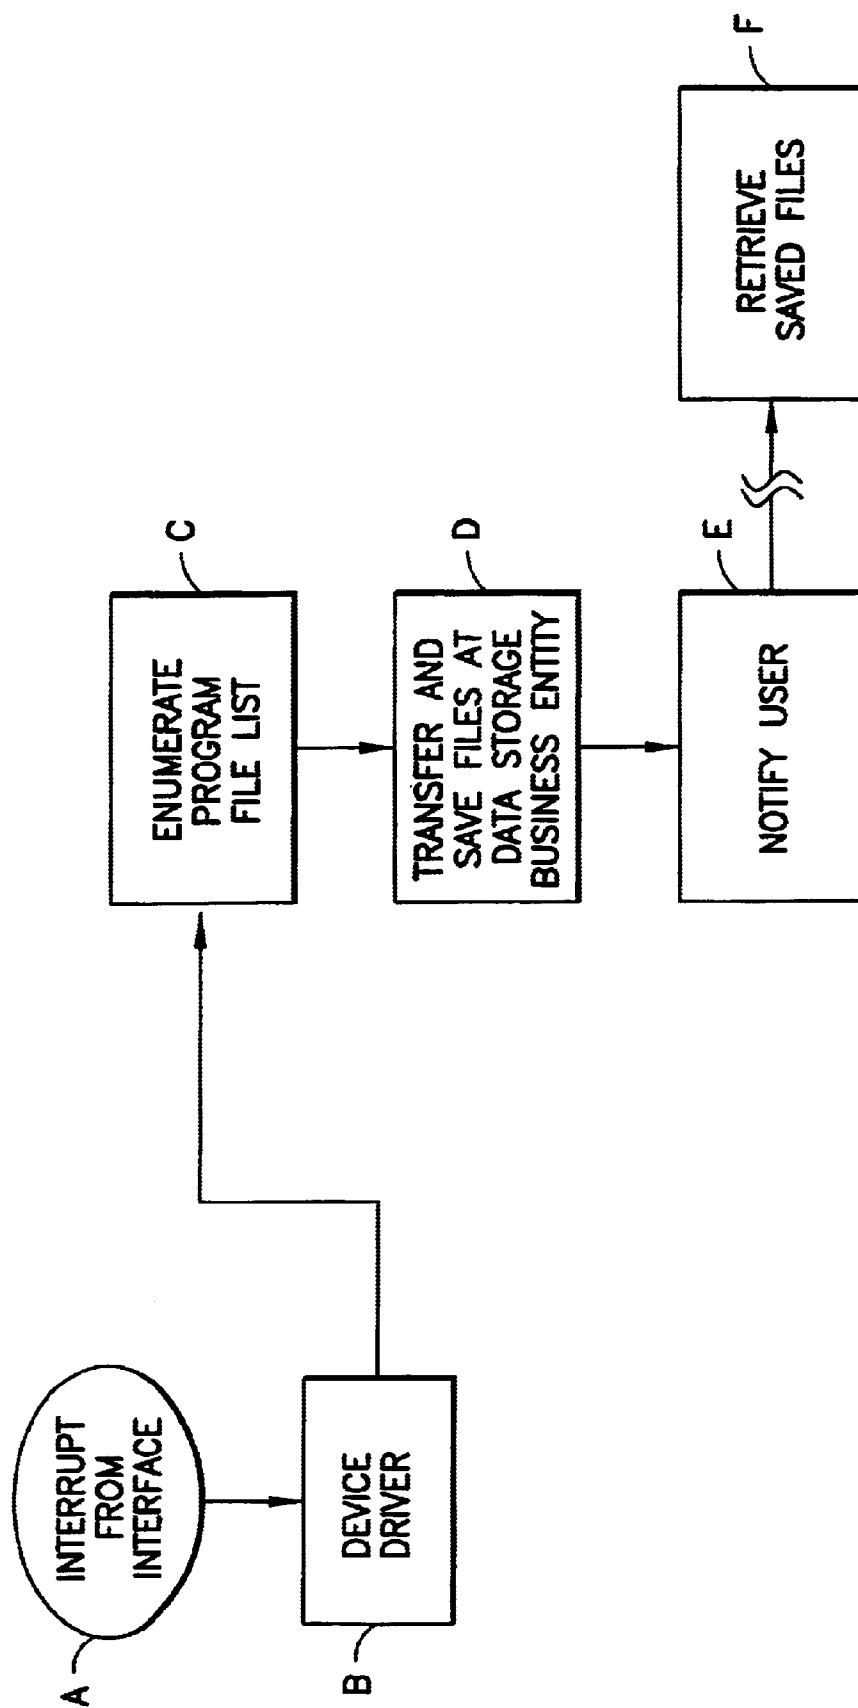 A
INTERRUPT
FROM
INTERFACE
B
DEVICE
DRIVER
C
ENUMERATE
PROGRAM
FILE LIST
D
TRANSFER AND
SAVE FILES AT
DATA STORAGE
BUSINESS ENTITY
E
NOTIFY USER
F
RETRIEVE
SAVED FILES